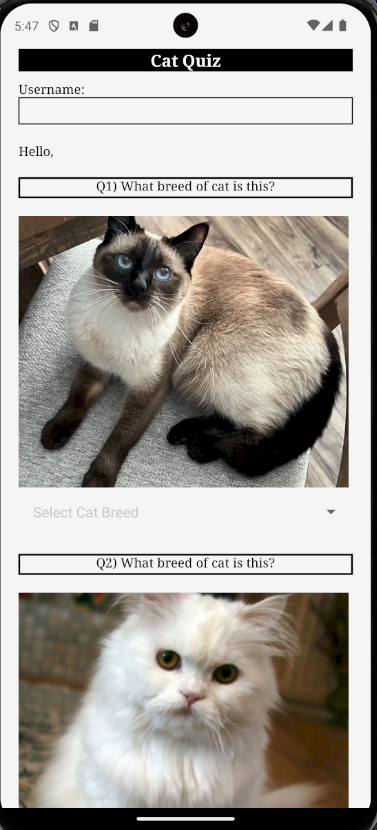 5:47
Cat Quiz
Username:
Hello,
Q1) What breed of cat is this?
Select Cat Breed
Q2) What breed of cat is this?